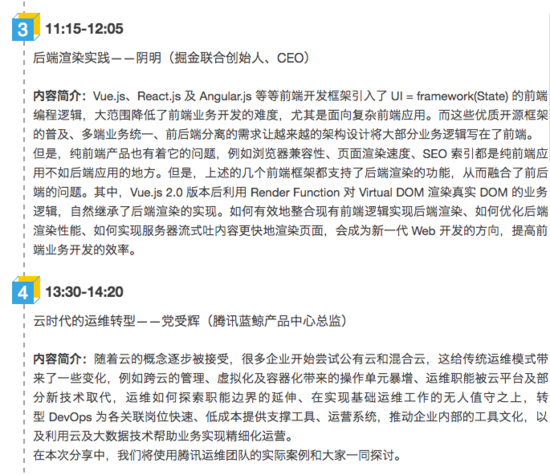 3 11:15-12:05
后端渲染实践——阴明（掘金联合创始人、CEO）
内容简介：Vue.js、React.js 及 Angular.js 等等前端开发框架引入了 UI = framework(State) 的前端
编程逻辑，大范围降低了前端业务开发的难度，尤其是面向复杂前端应用。而这些优质开源框架
的普及、多端业务统一、前后端分离的需求让越来越的架构设计将大部分业务逻辑写在了前端。
但是，纯前端产品也有着它的问题，例如浏览器兼容性、页面渲染速度、SEO 索引都是纯前端应
用不如后端应用的地方。但是，上述的几个前端框架都支持了后端渲染的功能，从而融合了前后
端的问题。其中，Vue.js 2.0 版本后利用 Render Function 对 Virtual DOM 渲染真实 DOM 的业务
逻辑，自然继承了后端渲染的实现。如何有效地整合现有前端逻辑实现后端渲染、如何优化后端
渲染性能、如何实现服务器流式吐内容更快地渲染页面，会成为新一代 Web 开发的方向，提高前
端业务开发的效率。
4 13:30-14:20
云时代的运维转型——党受辉（腾讯蓝鲸产品中心总监）
内容简介：随着云的概念逐步被接受，很多企业开始尝试公有云和混合云，这给传统运维模式带
来了一些变化，例如跨云的管理、虚拟化及容器化带来的操作单元暴增、运维职能被云平台及部
分新技术取代，运维如何探索职能边界的延伸、在实现基础运维工作的无人值守之上，转
型 DevOps 为各关联岗位快速、低成本提供支撑工具、运营系统，推动企业内部的工具文化，以
及利用云及大数据技术帮助业务实现精细化运营。
在本次分享中，我们将使用腾讯运维团队的实际案例和大家一同探讨。